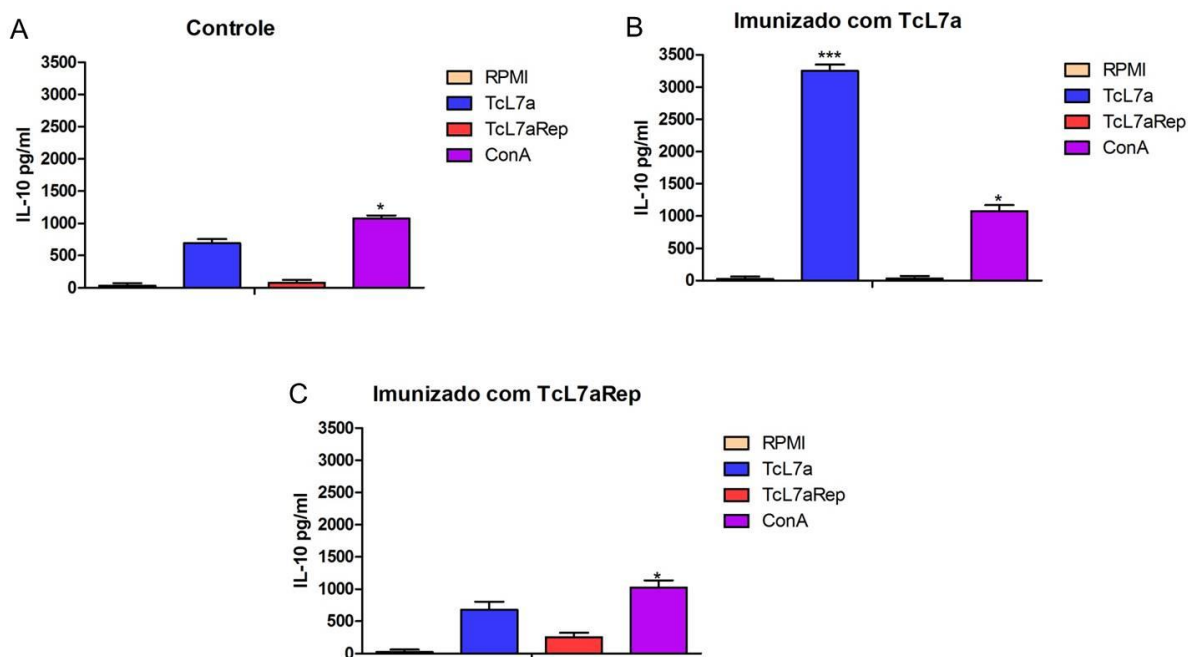 A
Controle
3500
3000
2500
2000
1500
1000
500
0
IL-10 pg/ml
*
RPMI
TcL7a
TcL7aRep
ConA
B
Imunizado com TcL7a
3500
3000
2500
2000
1500
1000
500
0
IL-10 pg/ml
***
*
RPMI
TcL7a
TcL7aRep
ConA
C
Imunizado com TcL7aRep
3500
3000
2500
2000
1500
1000
500
0
IL-10 pg/ml
*
RPMI
TcL7a
TcL7aRep
ConA